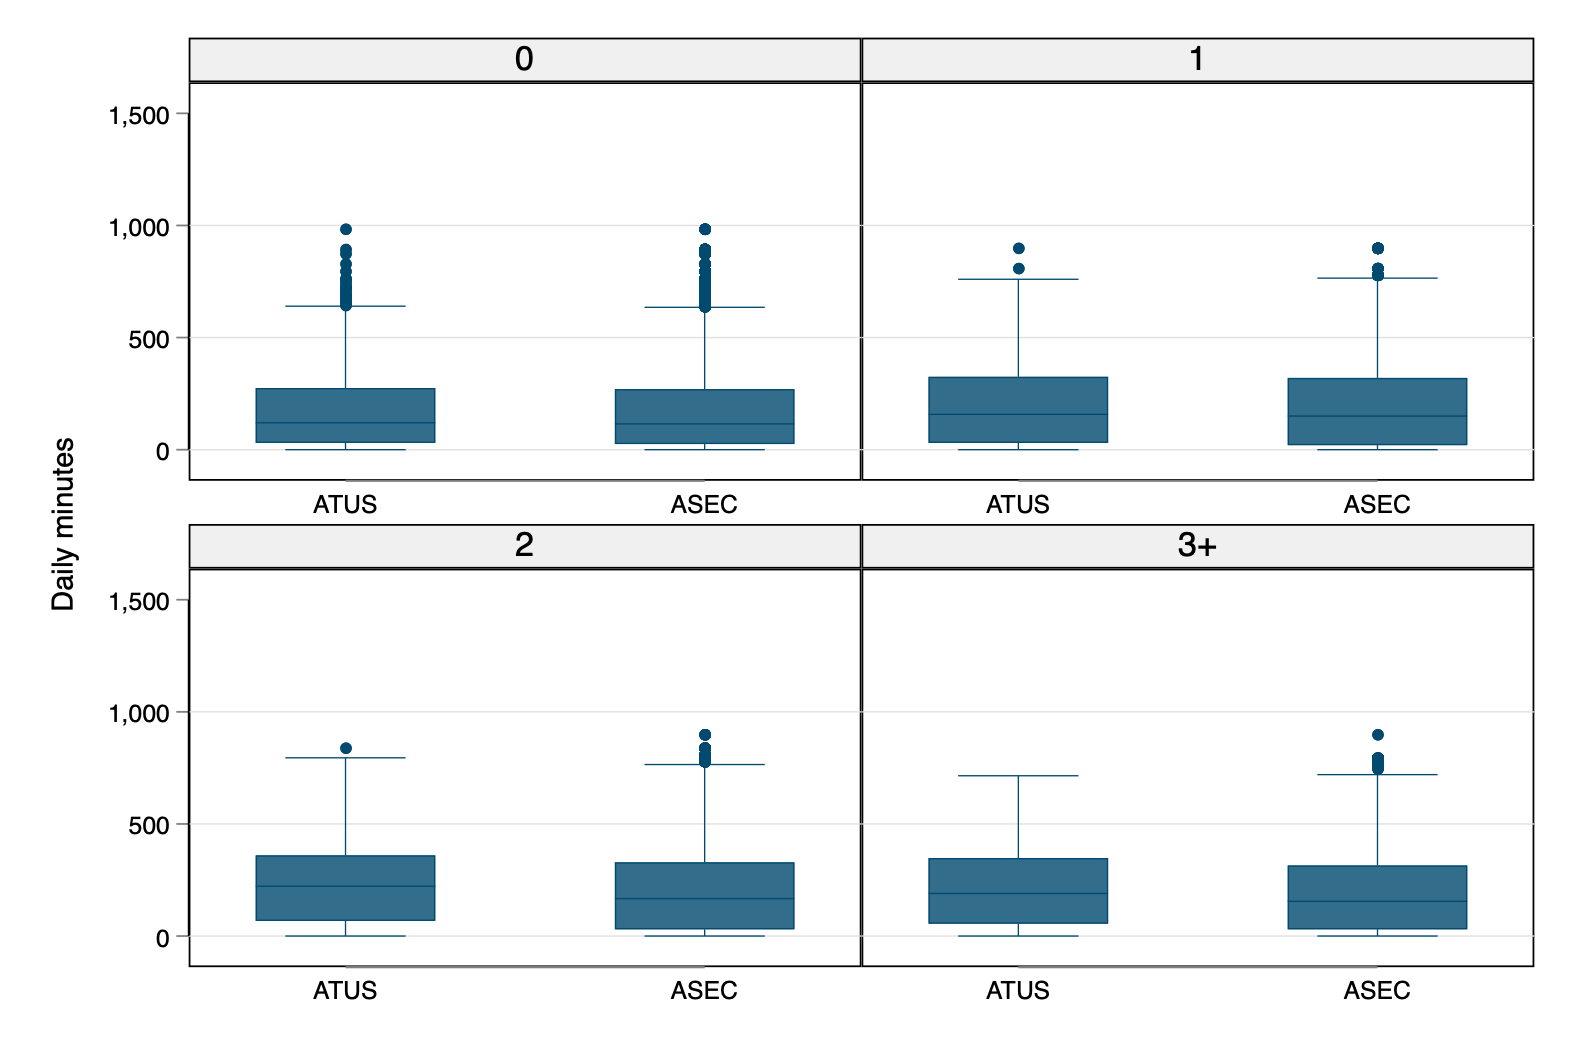 0
1
1,500
1,000
500
0
ATUS
ASEC
ATUS
ASEC
Daily minutes
2
3+
1,500
1,000
500
0
ATUS
ASEC
ATUS
ASEC